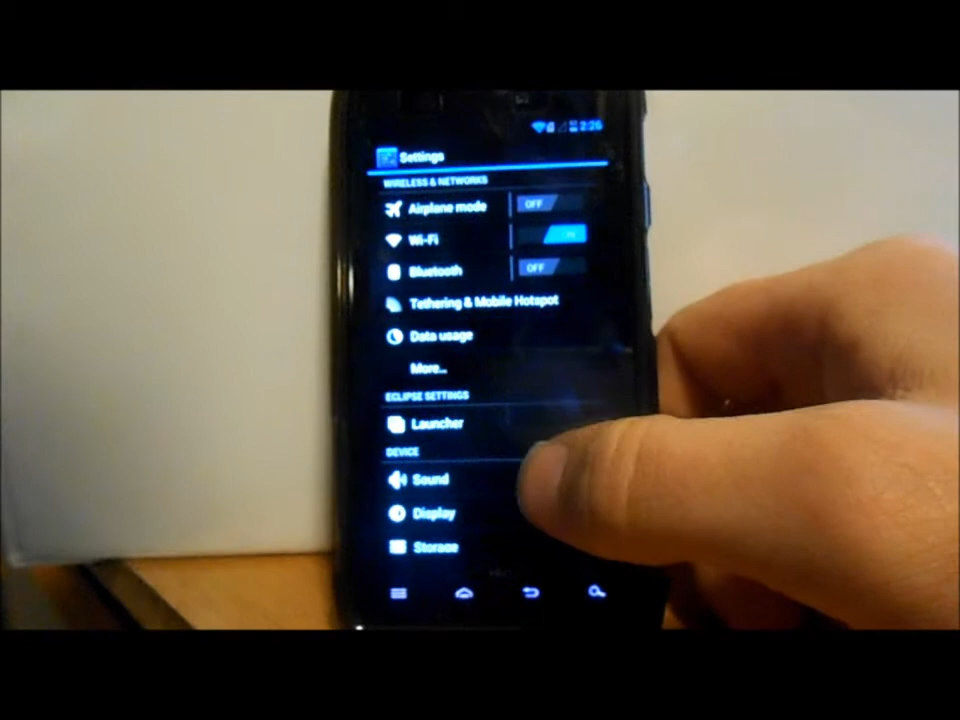 2:26
Settings
WIRELESS & NETWORKS
Airplane mode OFF
Wi-Fi ON
Bluetooth OFF
Tethering & Mobile Hotspot
Data usage
More...
ECLIPSE SETTINGS
Launcher
DEVICE
Sound
Display
Storage